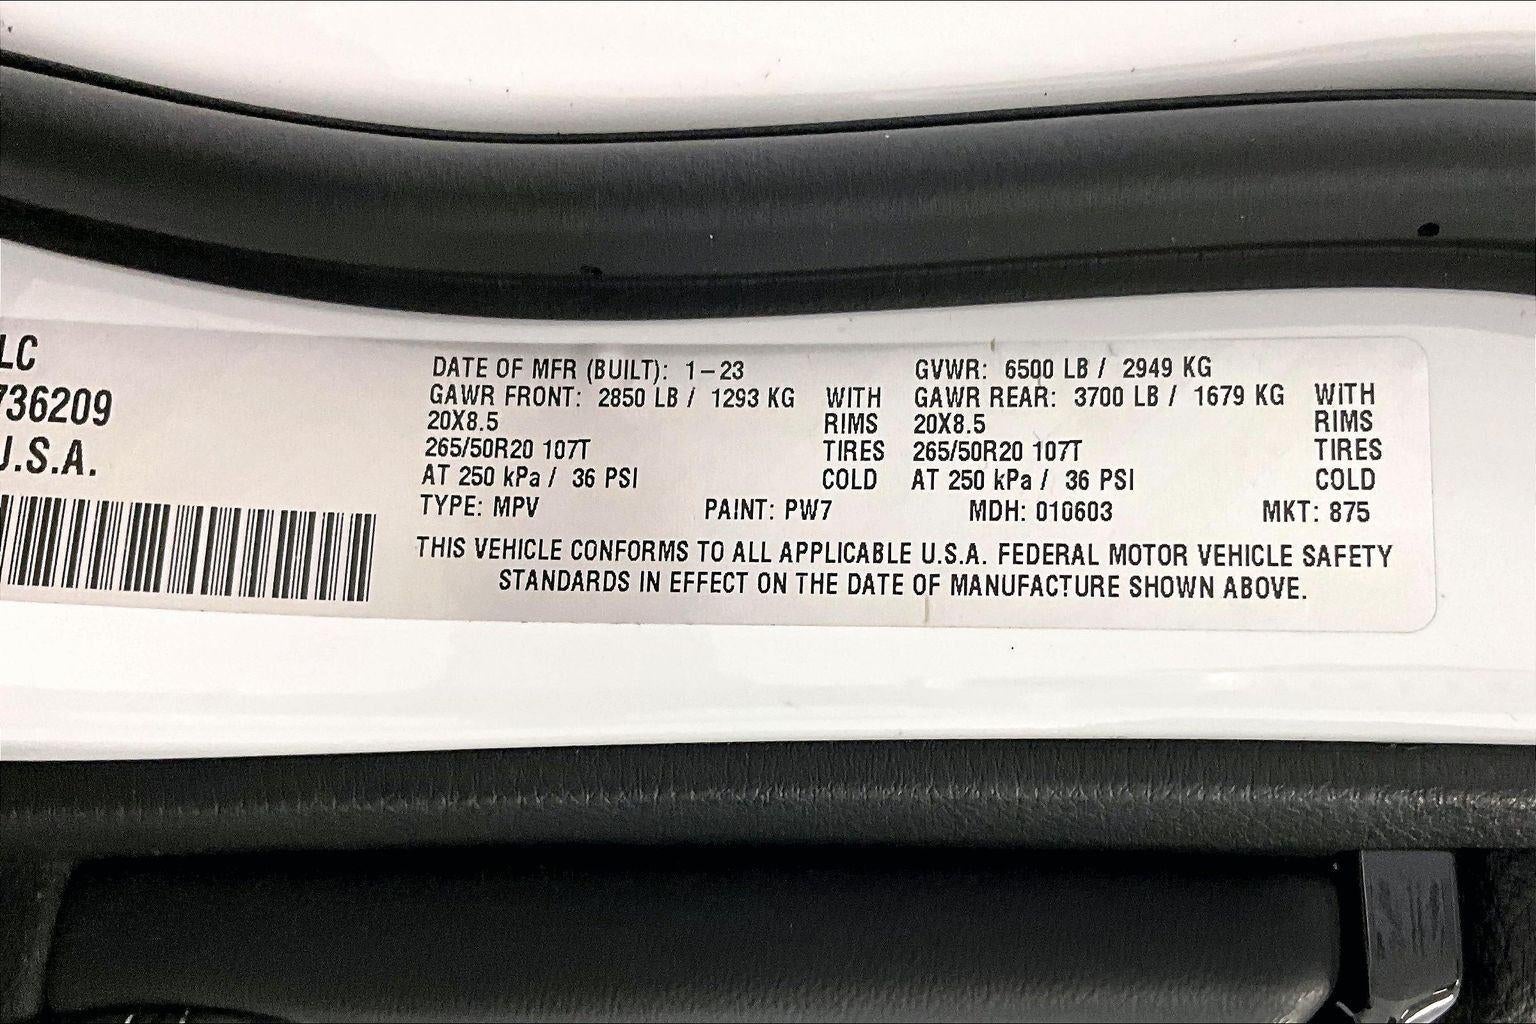 LC
736209
U.S.A.
DATE OF MFR (BUILT): 1-23 GVWR: 6500 LB / 2949 KG
GAWR FRONT: 2850 LB / 1293 KG WITH GAWR REAR: 3700 LB / 1679 KG WITH
20X8.5 RIMS 20X8.5 RIMS
265/50R20 107T TIRES 265/50R20 107T TIRES
AT 250 kPa / 36 PSI COLD AT 250 kPa / 36 PSI COLD
TYPE: MPV PAINT: PW7 MDH: 010603 MKT: 875
THIS VEHICLE CONFORMS TO ALL APPLICABLE U.S.A. FEDERAL MOTOR VEHICLE SAFETY
STANDARDS IN EFFECT ON THE DATE OF MANUFACTURE SHOWN ABOVE.